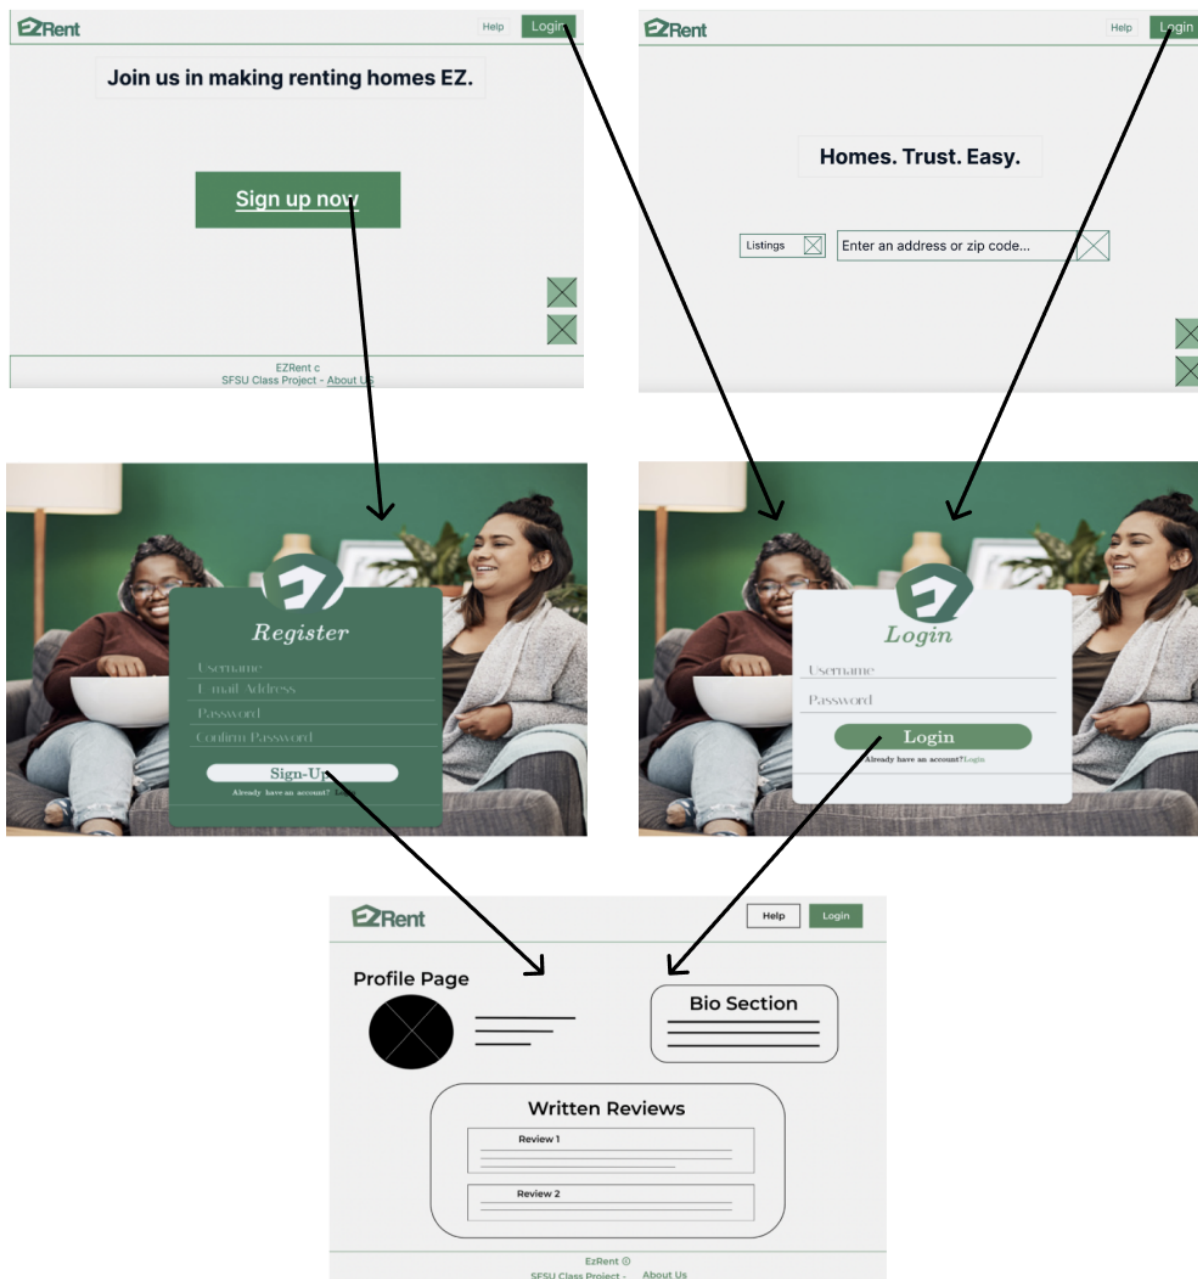 EZRent
Help
Login
Join us in making renting homes EZ.
Sign up now
EZRent c
SFSU Class Project - About US
EZRent
Help
Login
Homes. Trust. Easy.
Listings
Enter an address or zip code...
EZ
Register
Username
E-mail Address
Password
Confirm Password
Sign-Up
Already have an account? Login
EZ
Login
Username
Password
Login
Already have an account?Login
EZRent
Help
Login
Profile Page
Bio Section
Written Reviews
Review 1
Review 2
EzRent ©
SFSU Class Project - About Us